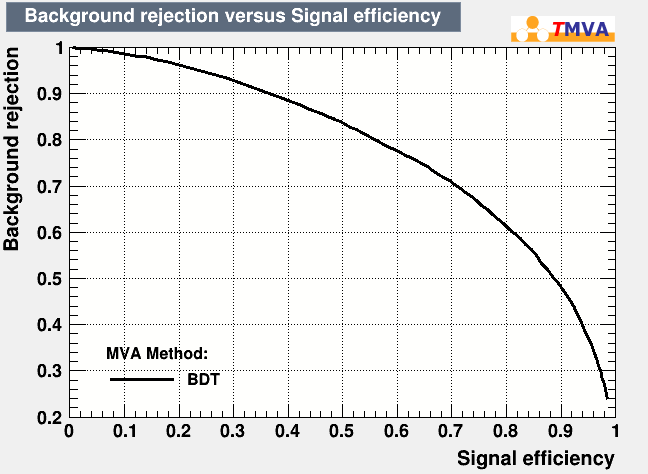 Background rejection versus Signal efficiency
TMVA
Background rejection
1
0.9
0.8
0.7
0.6
0.5
0.4
0.3
0.2
MVA Method:
BDT
0 0.1 0.2 0.3 0.4 0.5 0.6 0.7 0.8 0.9 1
Signal efficiency